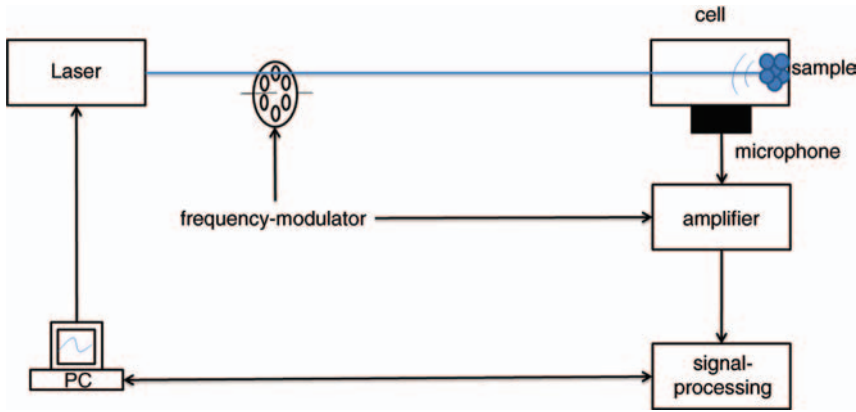 cell
Laser
sample
microphone
frequency-modulator
amplifier
PC
signal-
processing